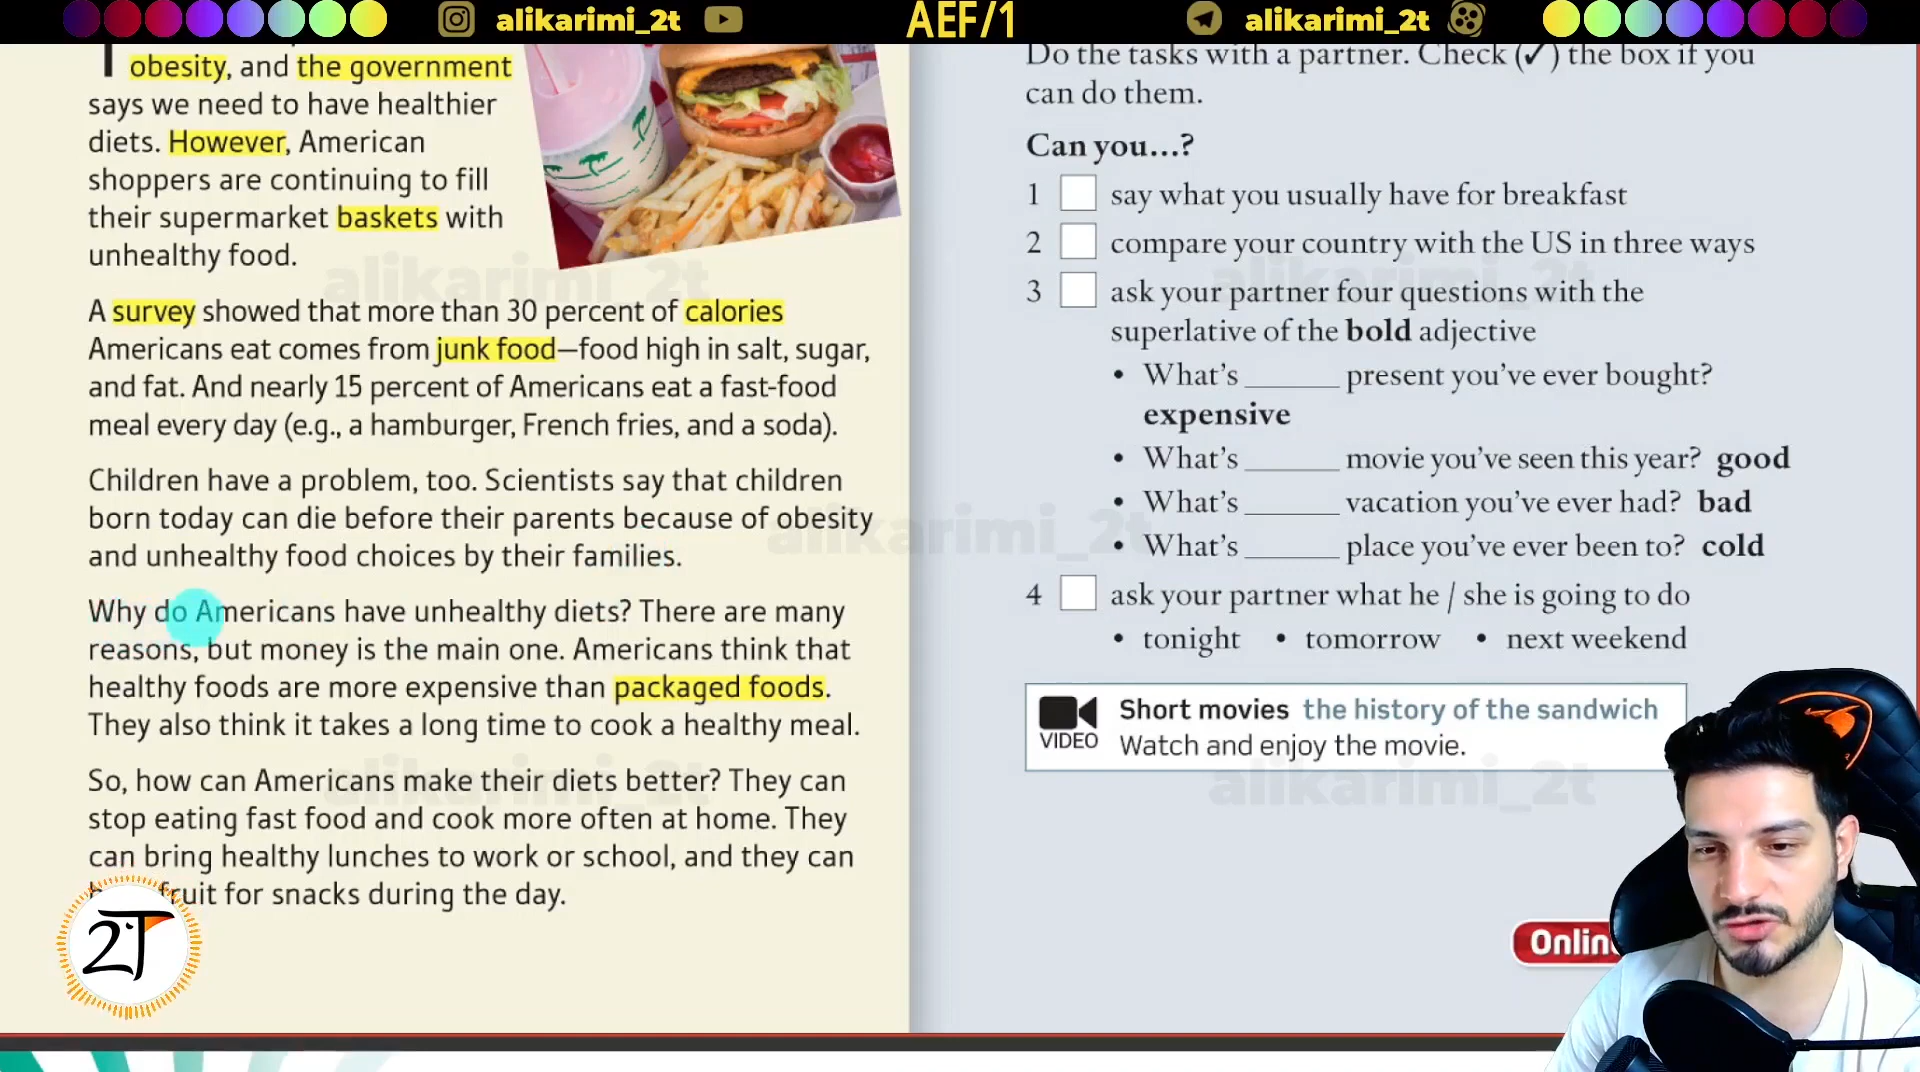 alikarimi_2t
AEF/1
alikarimi_2t
obesity, and the government
says we need to have healthier
diets. However, American
shoppers are continuing to fill
their supermarket baskets with
unhealthy food.
A survey showed that more than 30 percent of calories
Americans eat comes from junk food—food high in salt, sugar,
and fat. And nearly 15 percent of Americans eat a fast-food
meal every day (e.g., a hamburger, French fries, and a soda).
Children have a problem, too. Scientists say that children
born today can die before their parents because of obesity
and unhealthy food choices by their families.
Why do Americans have unhealthy diets? There are many
reasons, but money is the main one. Americans think that
healthy foods are more expensive than packaged foods.
They also think it takes a long time to cook a healthy meal.
So, how can Americans make their diets better? They can
stop eating fast food and cook more often at home. They
can bring healthy lunches to work or school, and they can
fruit for snacks during the day.
2T
Do the tasks with a partner. Check (✓) the box if you
can do them.
Can you...?
1 say what you usually have for breakfast
2 compare your country with the US in three ways
3 ask your partner four questions with the
superlative of the bold adjective
• What's ______ present you've ever bought?
expensive
• What's ______ movie you've seen this year? good
• What's ______ vacation you've ever had? bad
• What's ______ place you've ever been to? cold
4 ask your partner what he / she is going to do
• tonight • tomorrow • next weekend
VIDEO
Short movies the history of the sandwich
Watch and enjoy the movie.
alikarimi_2t
alikarimi_2t
alikarimi_2t
alikarimi_2t
alikarimi_2t